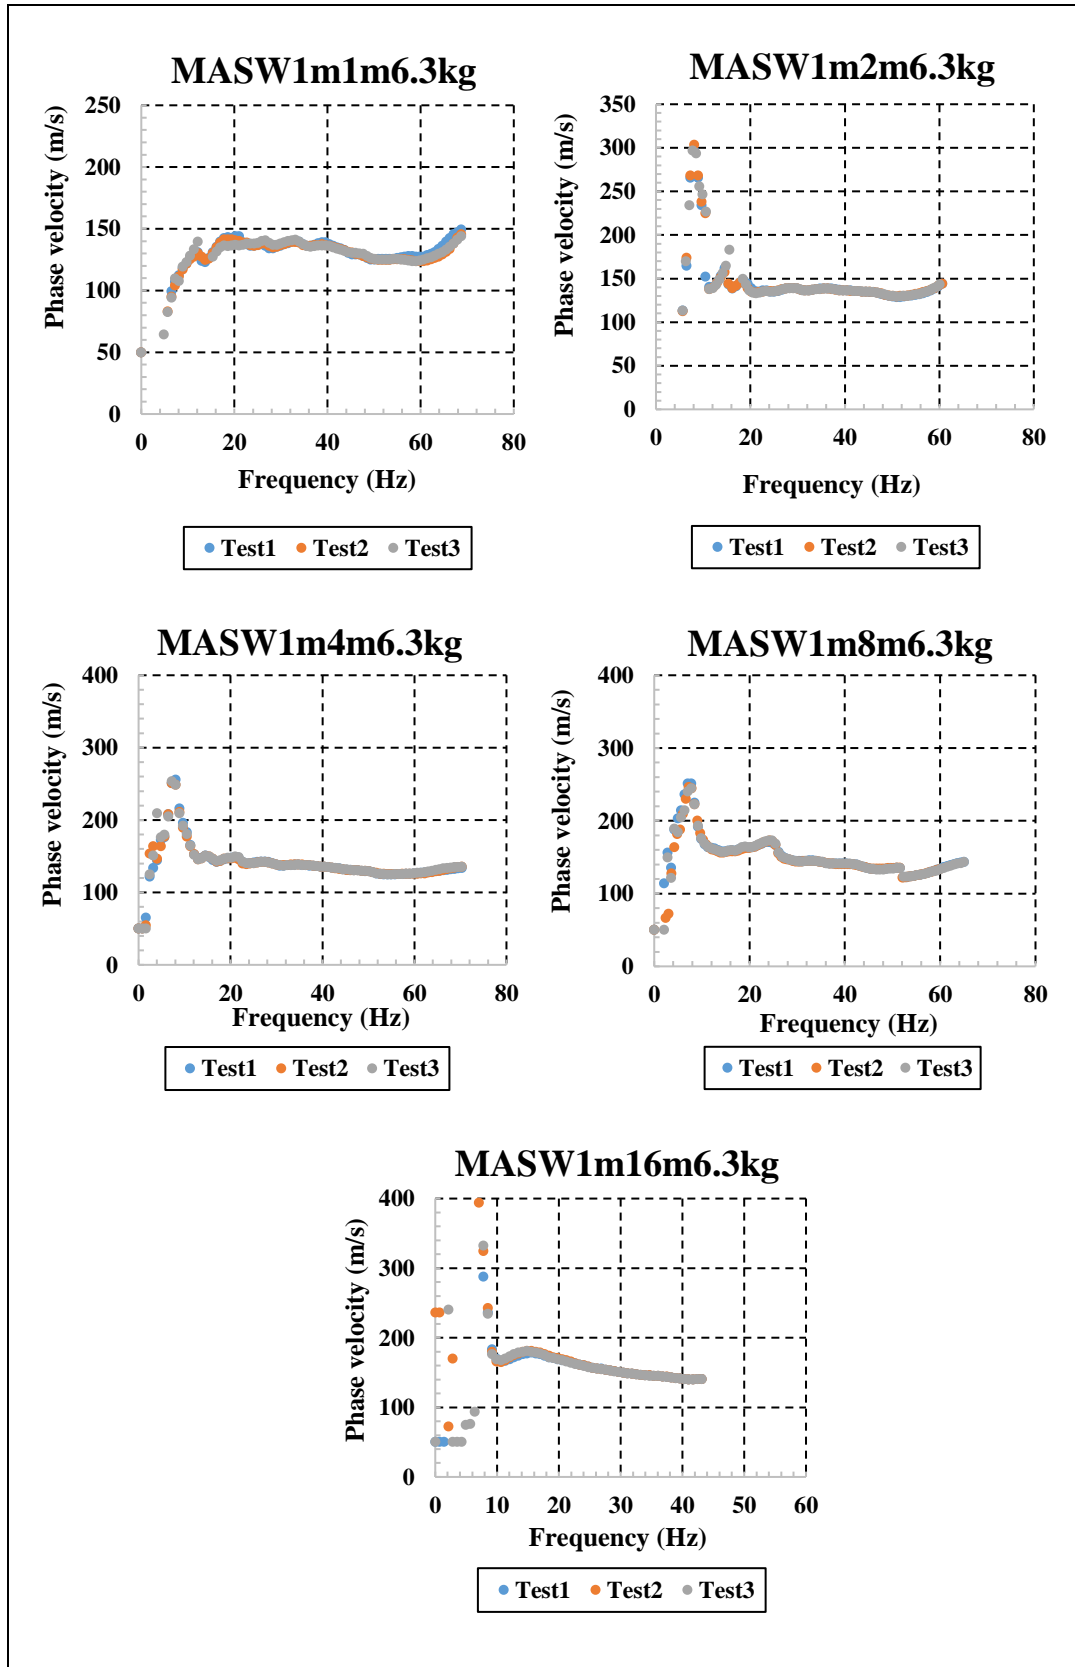 MASW1m1m6.3kg
250
200
150
100
50
0
Phase velocity (m/s)
0 20 40 60 80
Frequency (Hz)
Test1 Test2 Test3
MASW1m2m6.3kg
350
300
250
200
150
100
50
0
Phase velocity (m/s)
0 20 40 60 80
Frequency (Hz)
Test1 Test2 Test3
MASW1m4m6.3kg
400
300
200
100
0
Phase velocity (m/s)
0 20 40 60 80
Frequency (Hz)
Test1 Test2 Test3
MASW1m8m6.3kg
400
300
200
100
0
Phase velocity (m/s)
0 20 40 60 80
Frequency (Hz)
Test1 Test2 Test3
MASW1m16m6.3kg
400
300
200
100
0
Phase velocity (m/s)
0 10 20 30 40 50 60
Frequency (Hz)
Test1 Test2 Test3